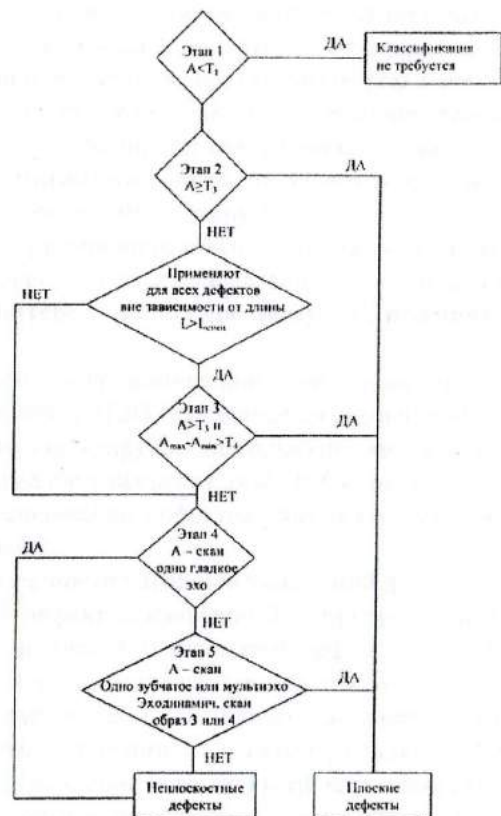 Этап 1
A<T₁
ДА
Классификация
не требуется
Этап 2
A≥T₃
ДА
НЕТ
Применяют
для всех дефектов
вне зависимости от длины
НЕТ
ДА
Этап 3
A>T₃ и
Amax-Amin>T₄
ДА
НЕТ
Этап 4
А – скан
одно гладкое
эхо
ДА
НЕТ
Этап 5
А – скан
Одно зубчатое или мультиэхо
Эходинамич. скан
образ 3 или 4
ДА
НЕТ
Неплоскостные
дефекты
Плоские
дефекты